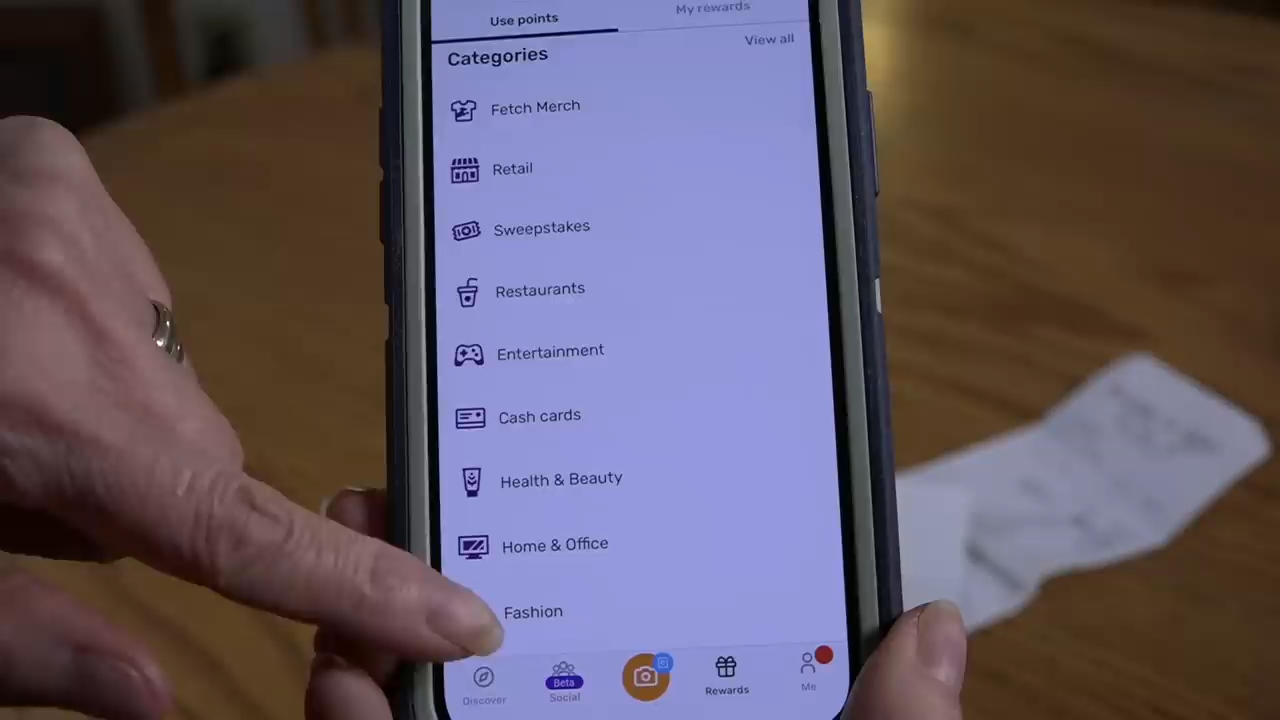 Use points
My rewards
Categories
View all
Fetch Merch
Retail
Sweepstakes
Restaurants
Entertainment
Cash cards
Health & Beauty
Home & Office
Fashion
Discover
Beta
Social
Rewards
Me